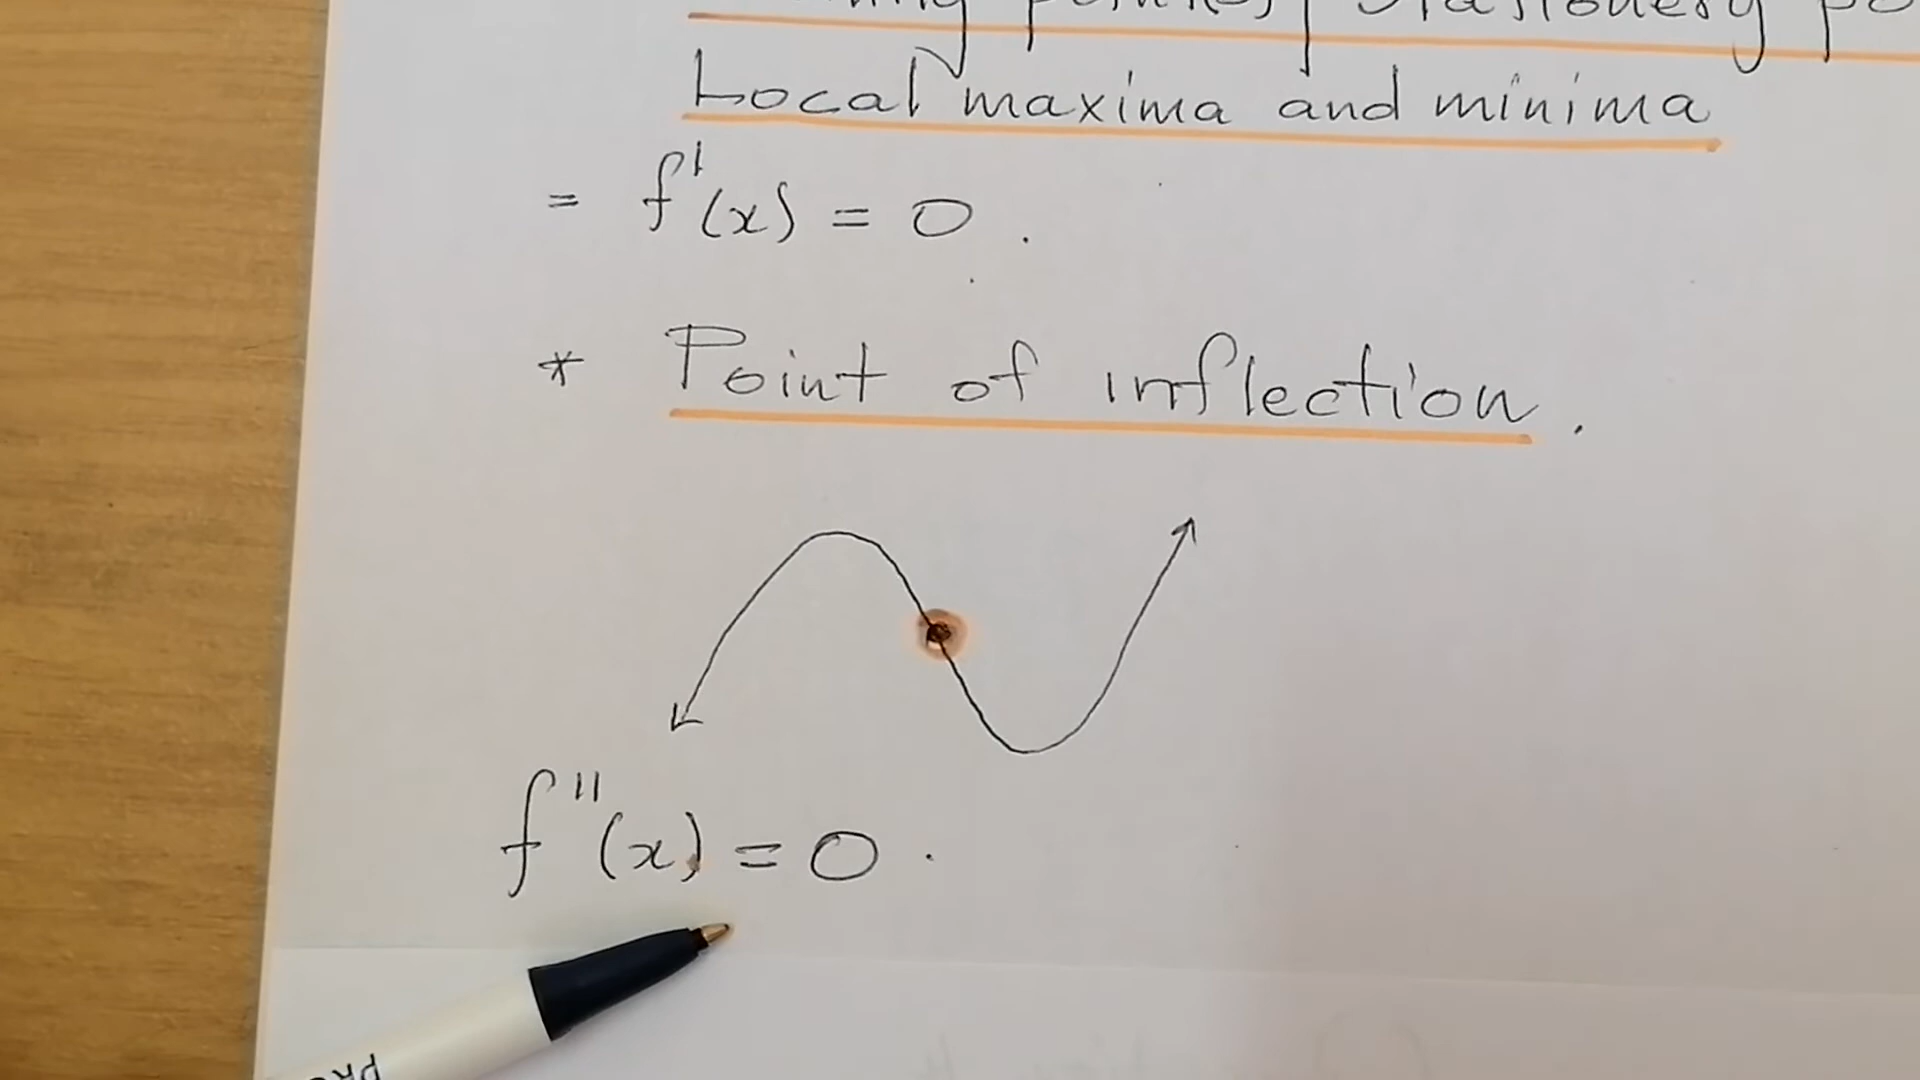 Local maxima and minima
= f'(x) = 0 .
* Point of inflection .
f''(x) = 0 .